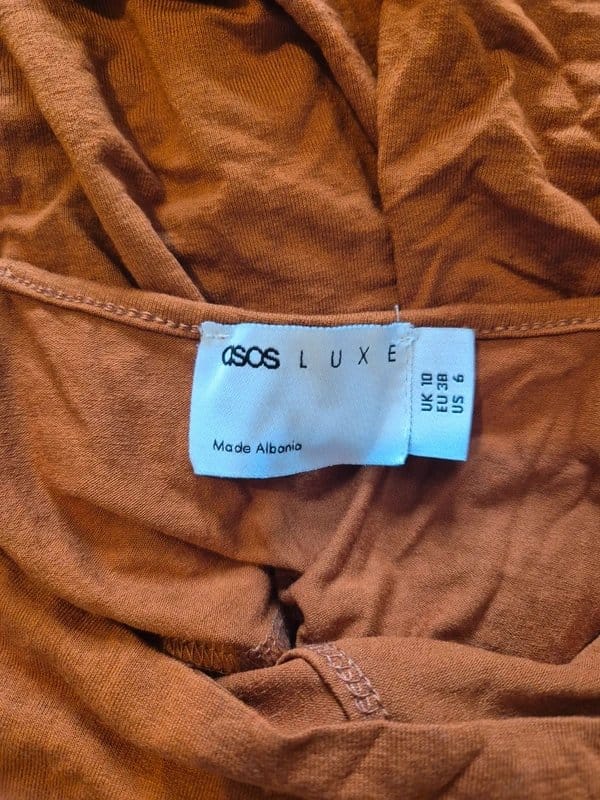 asos LUXE
Made Albania
UK 10
EU 38
US 6